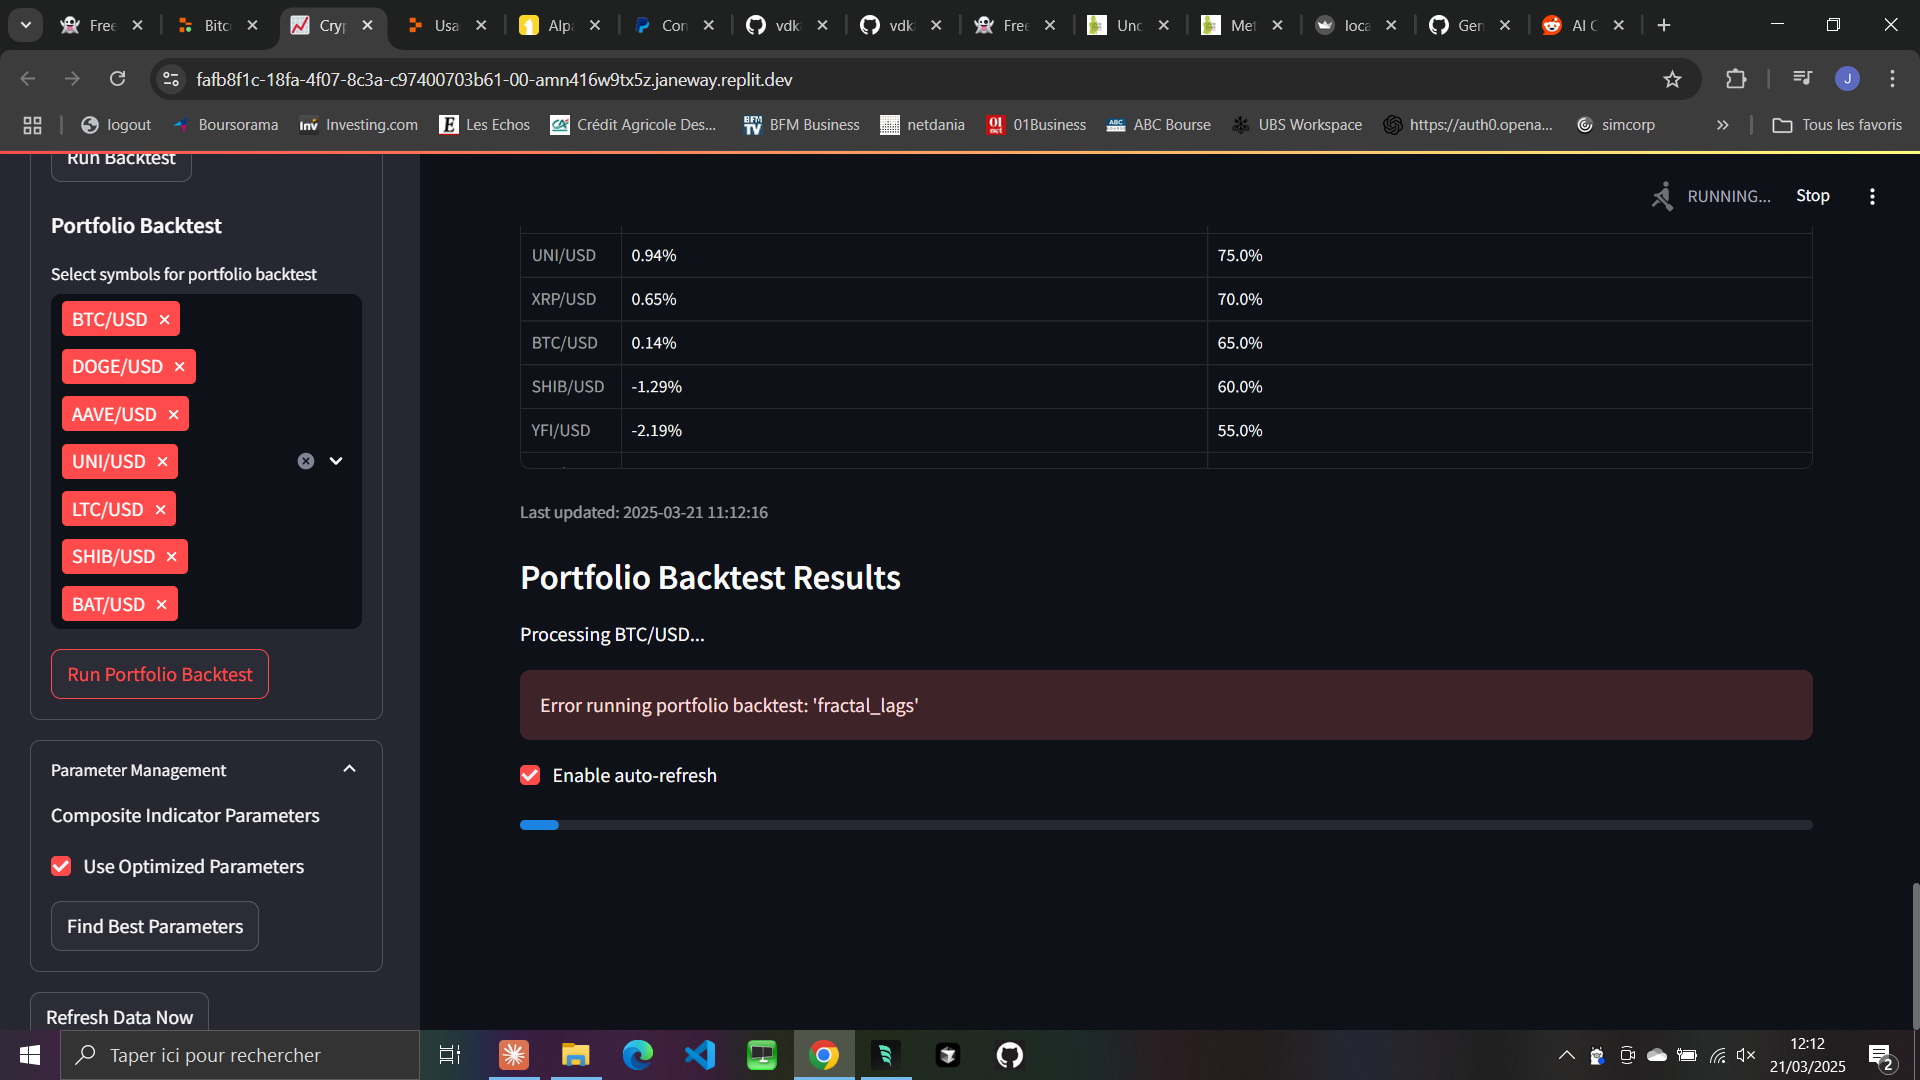 Free
Bitc
Cryp
Usa
Alpa
Con
vdk
vdk
Free
Unc
Met
loca
Gen
AI C
fafb8f1c-18fa-4f07-8c3a-c97400703b61-00-amn416w9tx5z.janeway.replit.dev
J
logout
Boursorama
Investing.com
Les Echos
Crédit Agricole Des...
BFM Business
netdania
01Business
ABC Bourse
UBS Workspace
https://auth0.opena...
simcorp
Tous les favoris
Run Backtest
Portfolio Backtest
Select symbols for portfolio backtest
BTC/USD
DOGE/USD
AAVE/USD
UNI/USD
LTC/USD
SHIB/USD
BAT/USD
Run Portfolio Backtest
Parameter Management
Composite Indicator Parameters
Use Optimized Parameters
Find Best Parameters
Refresh Data Now
RUNNING...
Stop
UNI/USD 0.94% 75.0%
XRP/USD 0.65% 70.0%
BTC/USD 0.14% 65.0%
SHIB/USD -1.29% 60.0%
YFI/USD -2.19% 55.0%
Last updated: 2025-03-21 11:12:16
Portfolio Backtest Results
Processing BTC/USD...
Error running portfolio backtest: 'fractal_lags'
Enable auto-refresh
Taper ici pour rechercher
12:12
21/03/2025
2